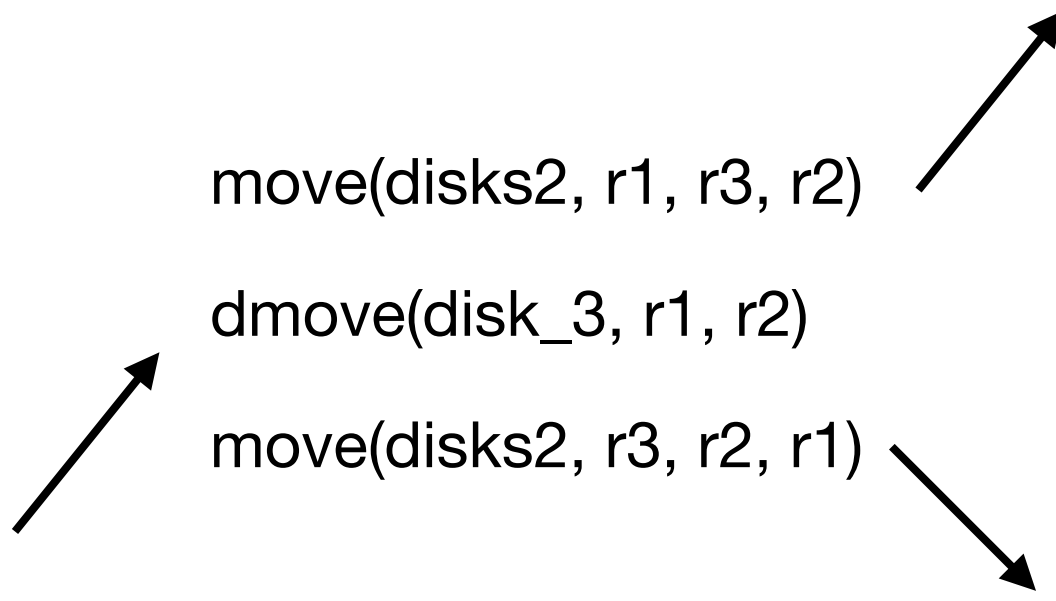 move(disks2, r1, r3, r2)
dmove(disk_3, r1, r2)
move(disks2, r3, r2, r1)